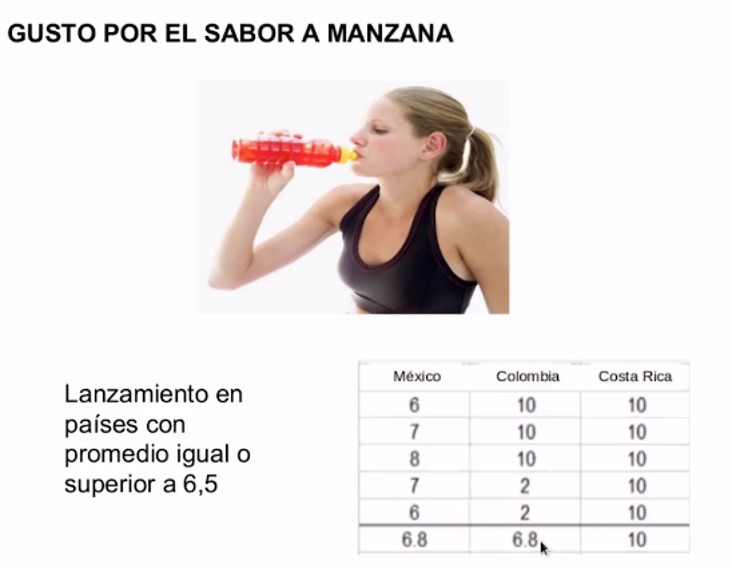 GUSTO POR EL SABOR A MANZANA
Lanzamiento en
países con
promedio igual o
superior a 6,5
México Colombia Costa Rica
6 10 10
7 10 10
8 10 10
7 2 10
6 2 10
6.8 6.8 10